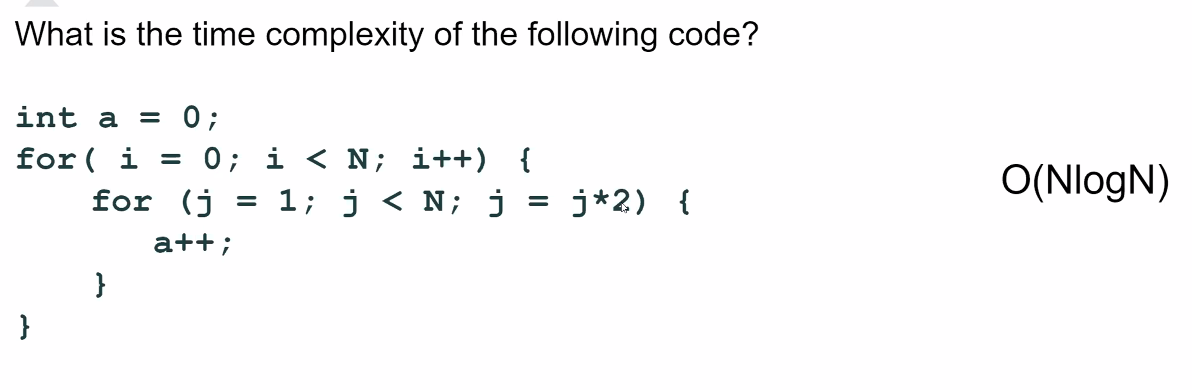 What is the time complexity of the following code?
int a = 0;
for( i = 0; i < N; i++) {
for (j = 1; j < N; j = j*2) {
a++;
}
}
O(NlogN)